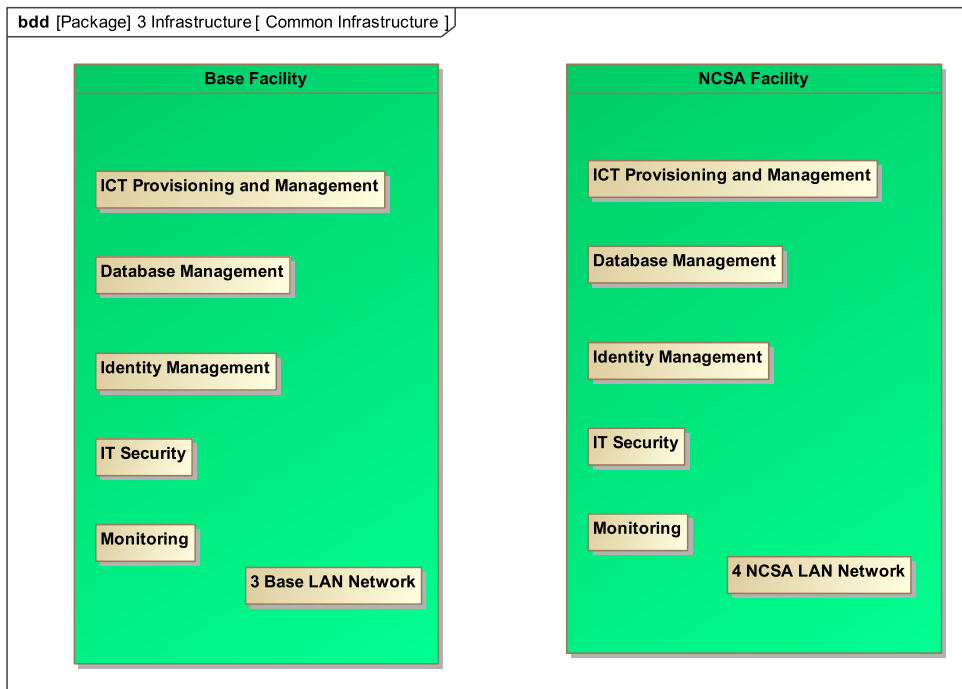 bdd [Package] 3 Infrastructure [ Common Infrastructure ]
Base Facility
ICT Provisioning and Management
Database Management
Identity Management
IT Security
Monitoring
3 Base LAN Network
NCSA Facility
ICT Provisioning and Management
Database Management
Identity Management
IT Security
Monitoring
4 NCSA LAN Network